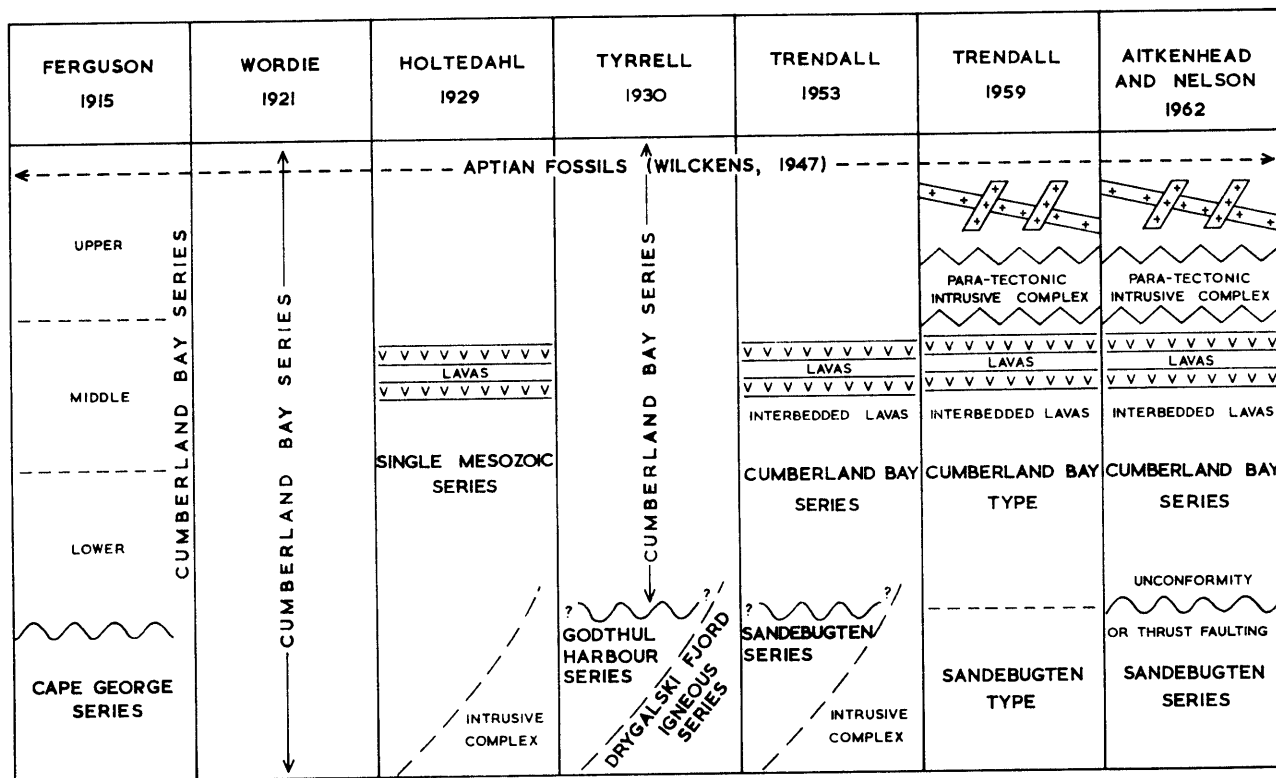 FERGUSON
1915
WORDIE
1921
HOLTEDAHL
1929
TYRRELL
1930
TRENDALL
1953
TRENDALL
1959
AITKENHEAD
AND NELSON
1962
APTIAN FOSSILS (WILCKENS, 1947)
UPPER
MIDDLE
LOWER
CUMBERLAND BAY SERIES
CAPE GEORGE
SERIES
CUMBERLAND BAY SERIES
V V V V V V V V V
LAVAS
V V V V V V V V V
SINGLE MESOZOIC
SERIES
INTRUSIVE
COMPLEX
CUMBERLAND BAY SERIES
? ?
GODTHUL
HARBOUR
SERIES
DRYGALSKI FJORD
IGNEOUS
SERIES
V V V V V V V V V
LAVAS
V V V V V V V V V
INTERBEDDED LAVAS
CUMBERLAND BAY
SERIES
? ?
SANDEBUGTEN
SERIES
INTRUSIVE
COMPLEX
PARA-TECTONIC
INTRUSIVE COMPLEX
V V V V V V V V V
LAVAS
V V V V V V V V V
INTERBEDDED LAVAS
CUMBERLAND BAY
TYPE
SANDEBUGTEN
TYPE
PARA-TECTONIC
INTRUSIVE COMPLEX
V V V V V V V V V
LAVAS
V V V V V V V V V
INTERBEDDED LAVAS
CUMBERLAND BAY
SERIES
UNCONFORMITY
OR THRUST FAULTING
SANDEBUGTEN
SERIES